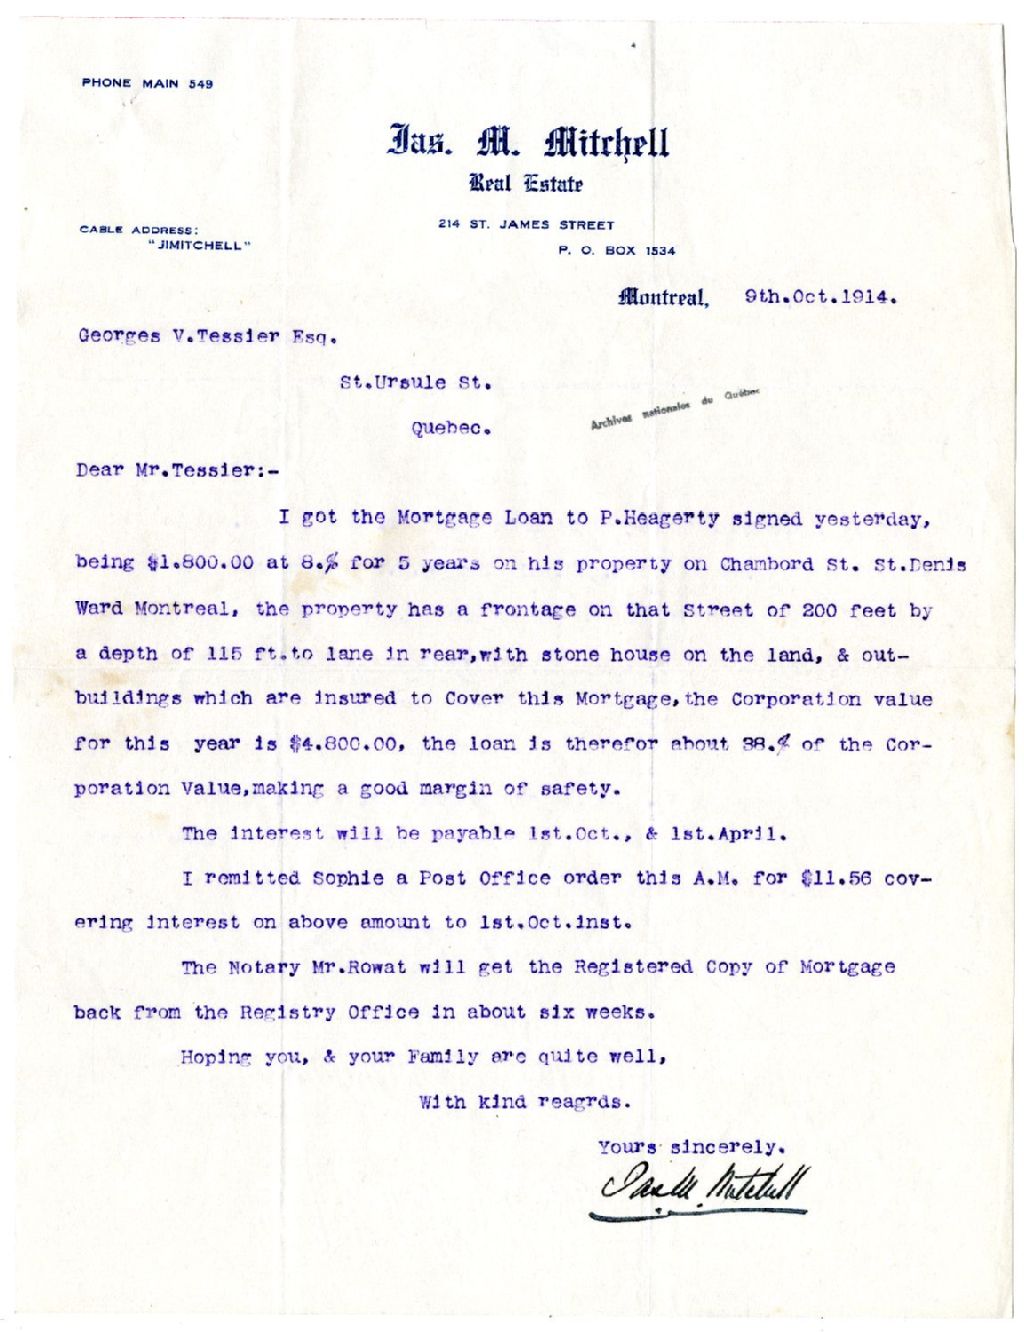 PHONE MAIN 549
Jas. M. Mitchell
Real Estate
214 ST. JAMES STREET
CABLE ADDRESS:
"JIMITCHELL"
P. O. BOX 1534
Montreal, 9th.Oct.1914.
Georges V.Tessier Esq.
St.Ursule St.
Archives nationales du Québec
Quebec.
Dear Mr.Tessier:-
I got the Mortgage Loan to P.Heagerty signed yesterday,
being $1.800.00 at 8.% for 5 years on his property on Chambord St. St.Denis
Ward Montreal, the property has a frontage on that Street of 200 feet by
a depth of 115 ft.to lane in rear,with stone house on the land, & out-
buildings which are insured to Cover this Mortgage,the Corporation value
for this year is $4.800.00, the loan is therefor about 38.% of the Cor-
poration Value,making a good margin of safety.
The interest will be payable 1st.Oct., & 1st.April.
I remitted Sophie a Post Office order this A.M. for $11.56 cov-
ering interest on above amount to 1st.Oct.inst.
The Notary Mr.Rowat will get the Registered Copy of Mortgage
back from the Registry Office in about six weeks.
Hoping you, & your Family are quite well,
With kind reagrds.
Yours sincerely.
Jas M. Mitchell